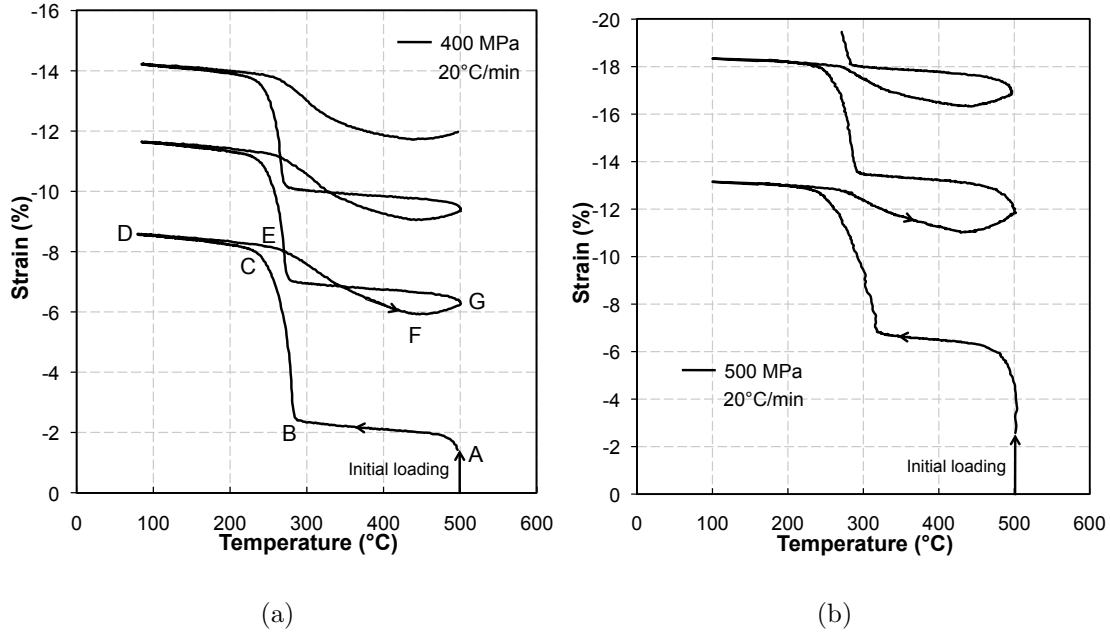 -16
-14
-12
-10
-8
-6
-4
-2
0
Strain (%)
400 MPa
20°C/min
D
E
C
G
F
B
A
Initial loading
0 100 200 300 400 500 600
Temperature (°C)
(a)
-20
-18
-16
-14
-12
-10
-8
-6
-4
-2
0
Strain (%)
500 MPa
20°C/min
Initial loading
0 100 200 300 400 500 600
Temperature (°C)
(b)